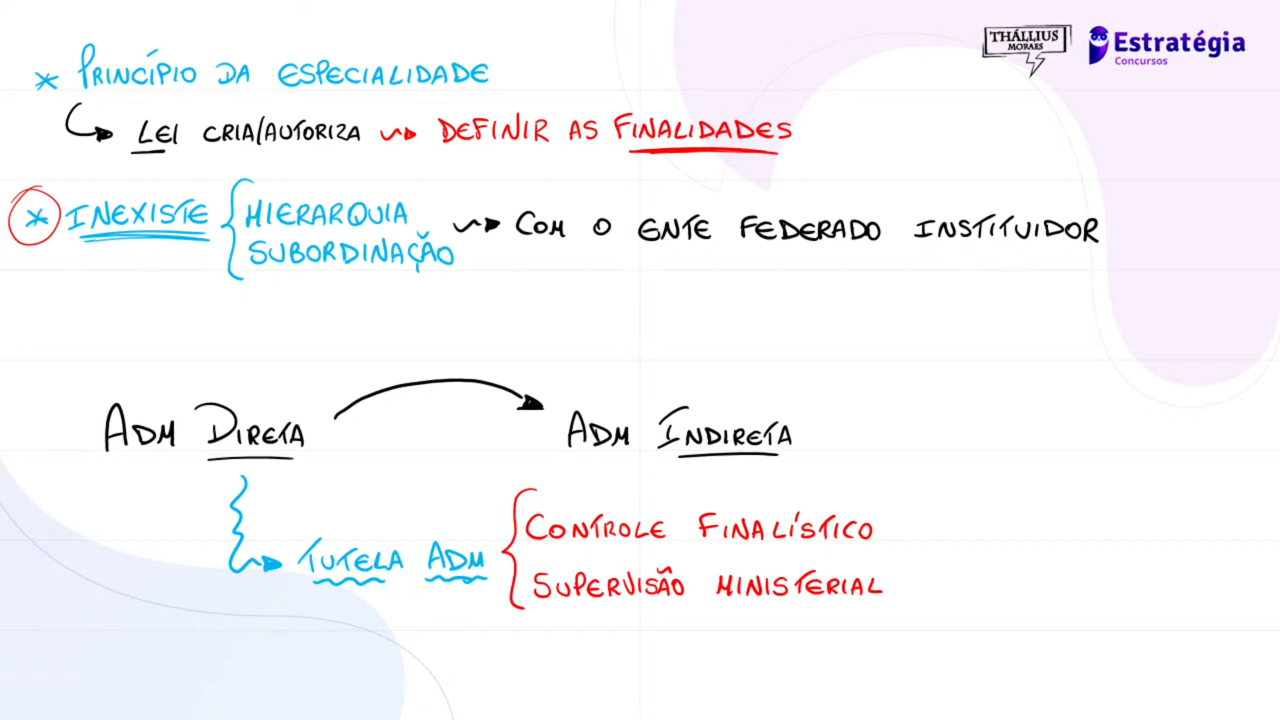 THÁLLIUS
MORAES
Estratégia
Concursos
* PRINCÍPIO DA ESPECIALIDADE
LEI CRIA/AUTORIZA DEFINIR AS FINALIDADES
* INEXISTE HIERARQUIA
SUBORDINAÇÃO COM O ENTE FEDERADO INSTITUIDOR
ADM DIRETA ADM INDIRETA
TUTELA ADM CONTROLE FINALÍSTICO
SUPERVISÃO MINISTERIAL